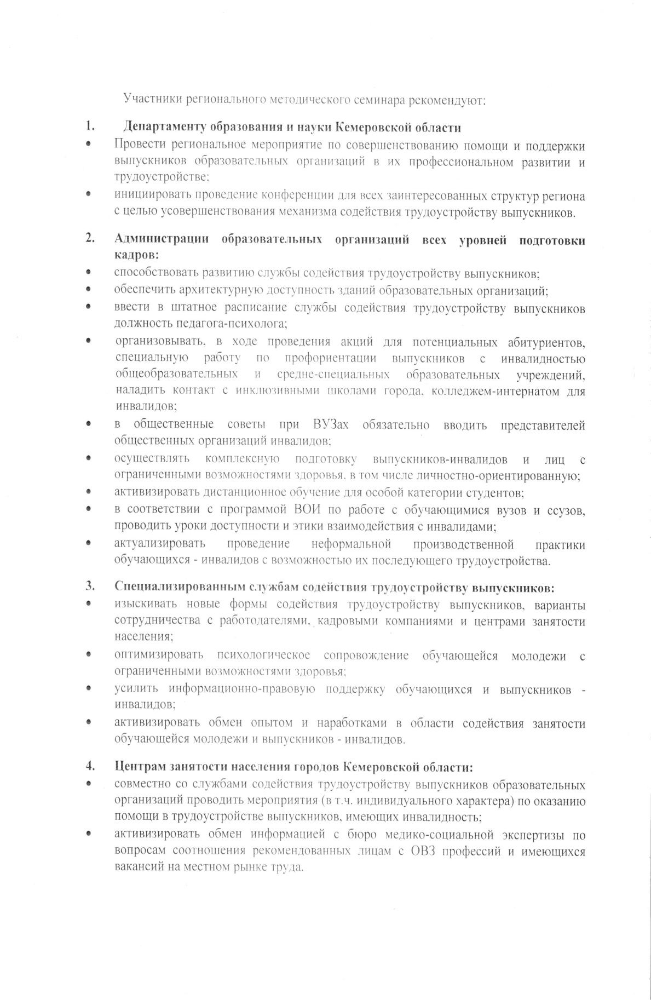 Участники регионального методического семинара рекомендуют:
1. Департаменту образования и науки Кемеровской области
• Провести региональное мероприятие по совершенствованию помощи и поддержки
выпускников образовательных организаций в их профессиональном развитии и
трудоустройстве;
• инициировать проведение конференции для всех заинтересованных структур региона
с целью усовершенствования механизма содействия трудоустройству выпускников.
2. Администрации образовательных организаций всех уровней подготовки
кадров:
• способствовать развитию службы содействия трудоустройству выпускников;
• обеспечить архитектурную доступность зданий образовательных организаций;
• ввести в штатное расписание службы содействия трудоустройству выпускников
должность педагога-психолога;
• организовывать, в ходе проведения акций для потенциальных абитуриентов,
специальную работу по профориентации выпускников с инвалидностью
общеобразовательных и средне-специальных образовательных учреждений,
наладить контакт с инклюзивными школами города, колледжем-интернатом для
инвалидов;
• в общественные советы при ВУЗах обязательно вводить представителей
общественных организаций инвалидов;
• осуществлять комплексную подготовку выпускников-инвалидов и лиц с
ограниченными возможностями здоровья, в том числе личностно-ориентированную;
• активизировать дистанционное обучение для особой категории студентов;
• в соответствии с программой ВОИ по работе с обучающимися вузов и ссузов,
проводить уроки доступности и этики взаимодействия с инвалидами;
• актуализировать проведение неформальной производственной практики
обучающихся - инвалидов с возможностью их последующего трудоустройства.
3. Специализированным службам содействия трудоустройству выпускников:
• изыскивать новые формы содействия трудоустройству выпускников, варианты
сотрудничества с работодателями, кадровыми компаниями и центрами занятости
населения;
• оптимизировать психологическое сопровождение обучающейся молодежи с
ограниченными возможностями здоровья;
• усилить информационно-правовую поддержку обучающихся и выпускников -
инвалидов;
• активизировать обмен опытом и наработками в области содействия занятости
обучающейся молодежи и выпускников - инвалидов.
4. Центрам занятости населения городов Кемеровской области:
• совместно со службами содействия трудоустройству выпускников образовательных
организаций проводить мероприятия (в т.ч. индивидуального характера) по оказанию
помощи в трудоустройстве выпускников, имеющих инвалидность;
• активизировать обмен информацией с бюро медико-социальной экспертизы по
вопросам соотношения рекомендованных лицам с ОВЗ профессий и имеющихся
вакансий на местном рынке труда.